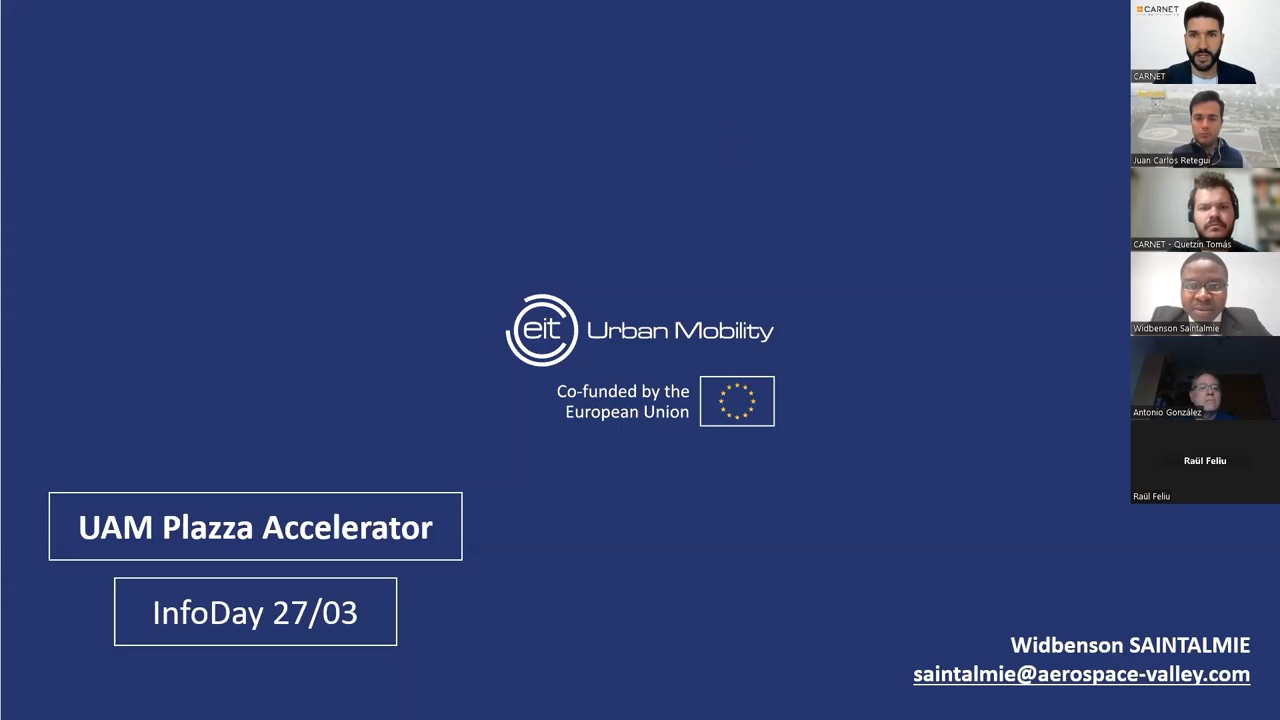 eit Urban Mobility
Co-funded by the
European Union
UAM Plazza Accelerator
InfoDay 27/03
Widbenson SAINTALMIE
saintalmie@aerospace-valley.com
CARNET
CARNET
Juan Carlos Retegui
CARNET - Quetzin Tomás
Widbenson Saintalmie
Antonio González
Raül Feliu
Raül Feliu